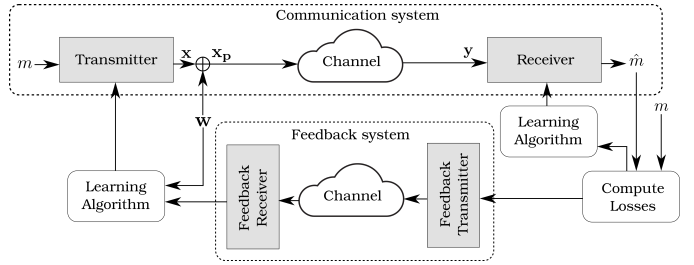 Communication system
m
Transmitter
x
x_p
Channel
y
Receiver
m̂
w
Learning
Algorithm
m
Feedback system
Learning
Algorithm
Feedback
Receiver
Channel
Feedback
Transmitter
Compute
Losses